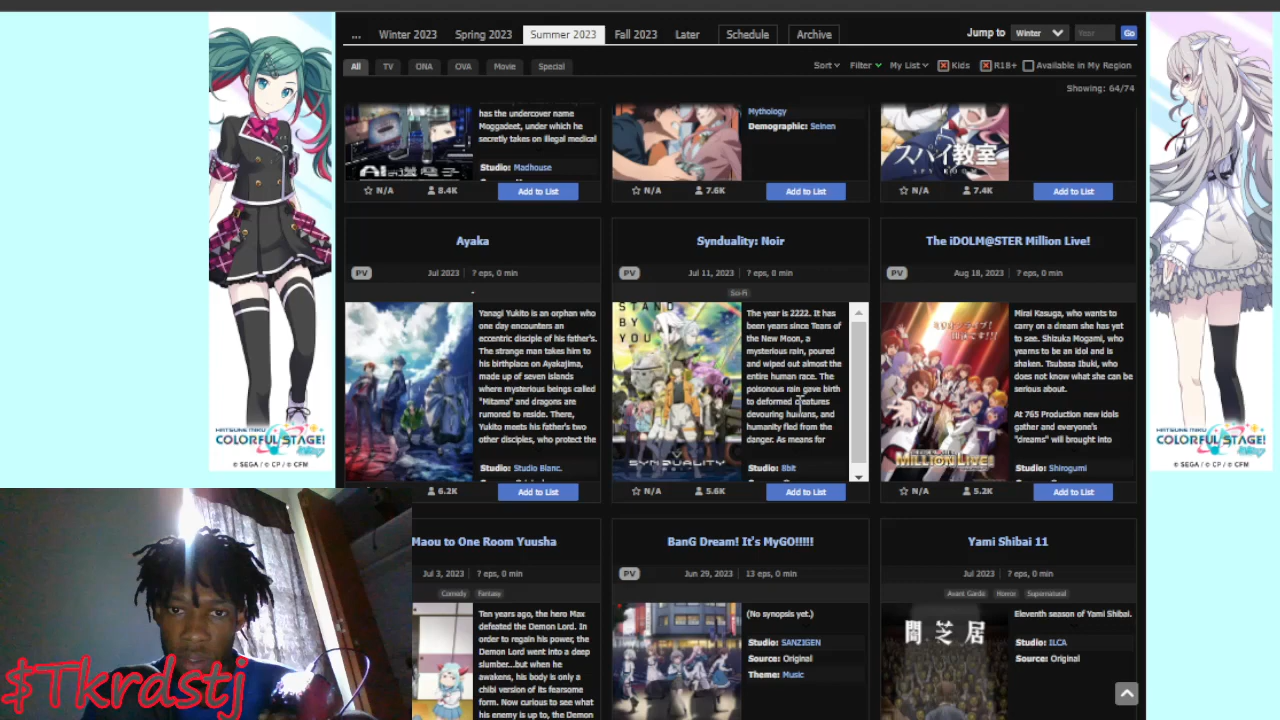 ... Winter 2023 Spring 2023 Summer 2023 Fall 2023 Later Schedule Archive Jump to Winter Year Go
All TV ONA OVA Movie Special Sort Filter My List Kids R18+ Available in My Region
Showing: 64/74
has the undercover name
Moggadeet, under which he
secretly takes on illegal medical
Studio: Madhouse
N/A 8.4K Add to List
Mythology
Demographic: Seinen
N/A 7.6K Add to List
スパイ教室
SPY ROOM
N/A 7.4K Add to List
Ayaka
PV Jul 2023 ? eps, 0 min
-
Yanagi Yukito is an orphan who
one day encounters an
eccentric disciple of his father's.
The strange man takes him to
his birthplace on Ayakajima,
made up of seven islands
where mysterious beings called
"Mitama" and dragons are
rumored to reside. There,
Yukito meets his father's two
other disciples, who protect the
Studio: Studio Blanc.
6.2K Add to List
Synduality: Noir
PV Jul 11, 2023 ? eps, 0 min
Sci-Fi
STAND
BY
YOU
SYNDUALITY
The year is 2222. It has
been years since Tears of
the New Moon, a
mysterious rain, poured
and wiped out almost the
entire human race. The
poisonous rain gave birth
to deformed creatures
devouring humans, and
humanity fled from the
danger. As means for
Studio: 8bit
N/A 5.6K Add to List
The iDOLM@STER Million Live!
PV Aug 18, 2023 ? eps, 0 min
MILLION LIVE!
Mirai Kasuga, who wants to
carry on a dream she has yet
to see. Shizuka Mogami, who
yearns to be an idol and is
shaken. Tsubasa Ibuki, who
does not know what she can be
serious about.
At 765 Production new idols
gather and everyone's
"dreams" will brought into
Studio: Shirogumi
N/A 5.2K Add to List
Maou to One Room Yuusha
Jul 3, 2023 ? eps, 0 min
Comedy Fantasy
Ten years ago, the hero Max
defeated the Demon Lord. In
order to regain his power, the
Demon Lord went into a deep
slumber...but when he
awakens, his body is only a
chibi version of its fearsome
form. Now curious to see what
his enemy is up to, the Demon
BanG Dream! It's MyGO!!!!!
PV Jun 29, 2023 13 eps, 0 min
(No synopsis yet.)
Studio: SANZIGEN
Source: Original
Theme: Music
Yami Shibai 11
Jul 2023 ? eps, 0 min
Avant Garde Horror Supernatural
闇芝居
Eleventh season of Yami Shibai.
Studio: ILCA
Source: Original
HATSUNE MIKU
COLORFUL STAGE!
© SEGA / © CP / © CFM
HATSUNE MIKU
COLORFUL STAGE!
© SEGA / © CP / © CFM
$Tkrdstj